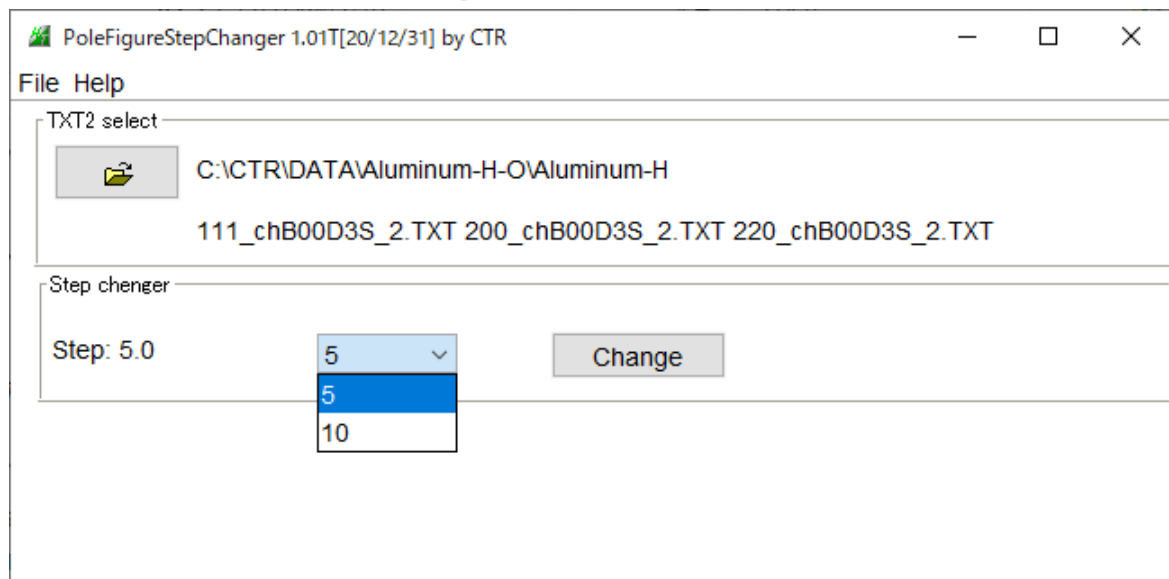 PoleFigureStepChanger 1.01T[20/12/31] by CTR
File Help
TXT2 select
C:\CTR\DATA\Aluminum-H-O\Aluminum-H
111_chB00D3S_2.TXT 200_chB00D3S_2.TXT 220_chB00D3S_2.TXT
Step chenger
Step: 5.0 5 Change
5
10